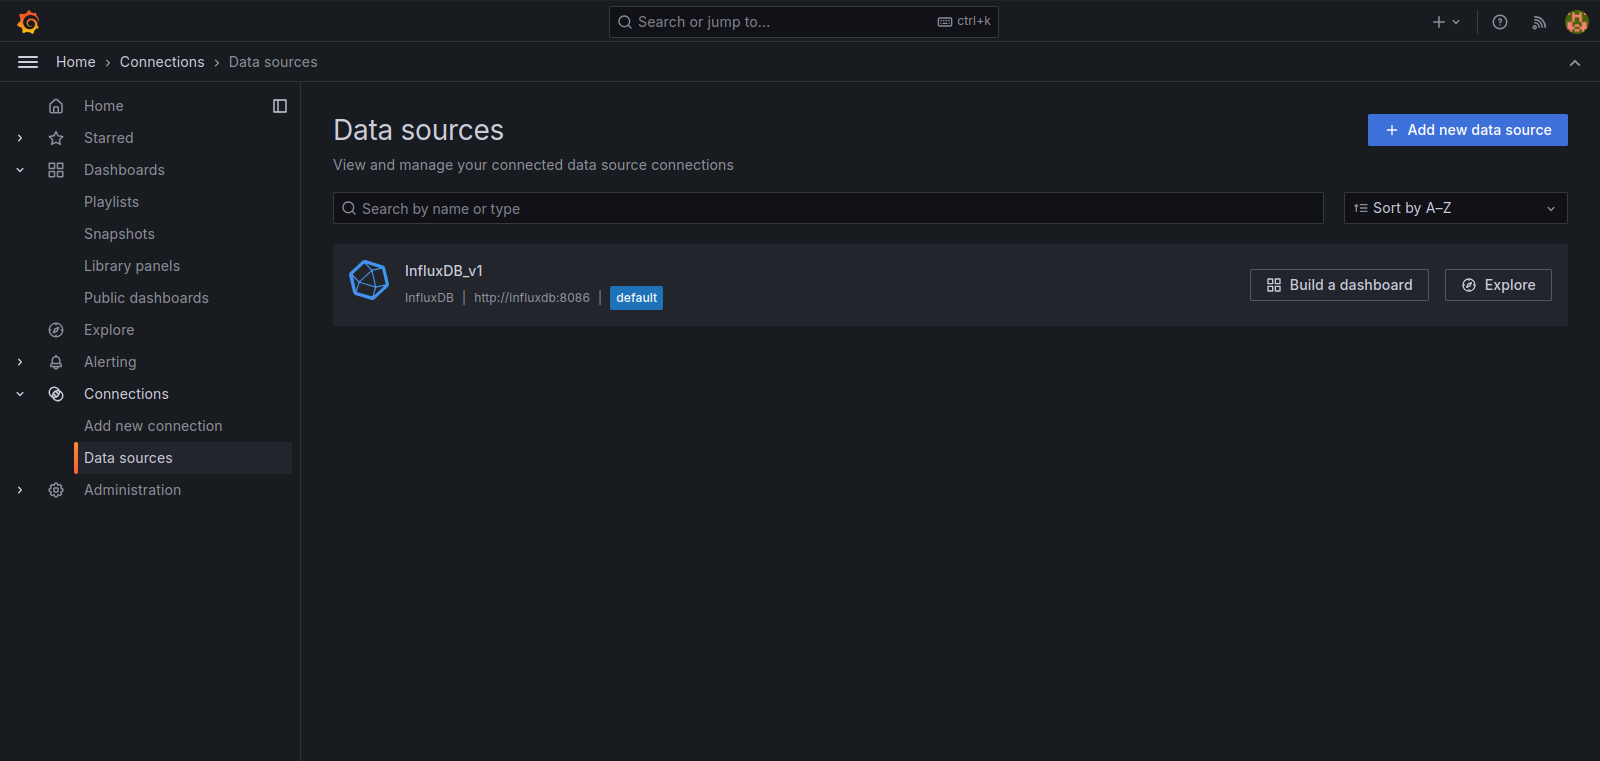 Search or jump to...
ctrl+k
Home
Connections
Data sources
Home
Starred
Dashboards
Playlists
Snapshots
Library panels
Public dashboards
Explore
Alerting
Connections
Add new connection
Data sources
Administration
Data sources
Add new data source
View and manage your connected data source connections
Search by name or type
Sort by A–Z
InfluxDB_v1
InfluxDB | http://influxdb:8086 | default
Build a dashboard
Explore